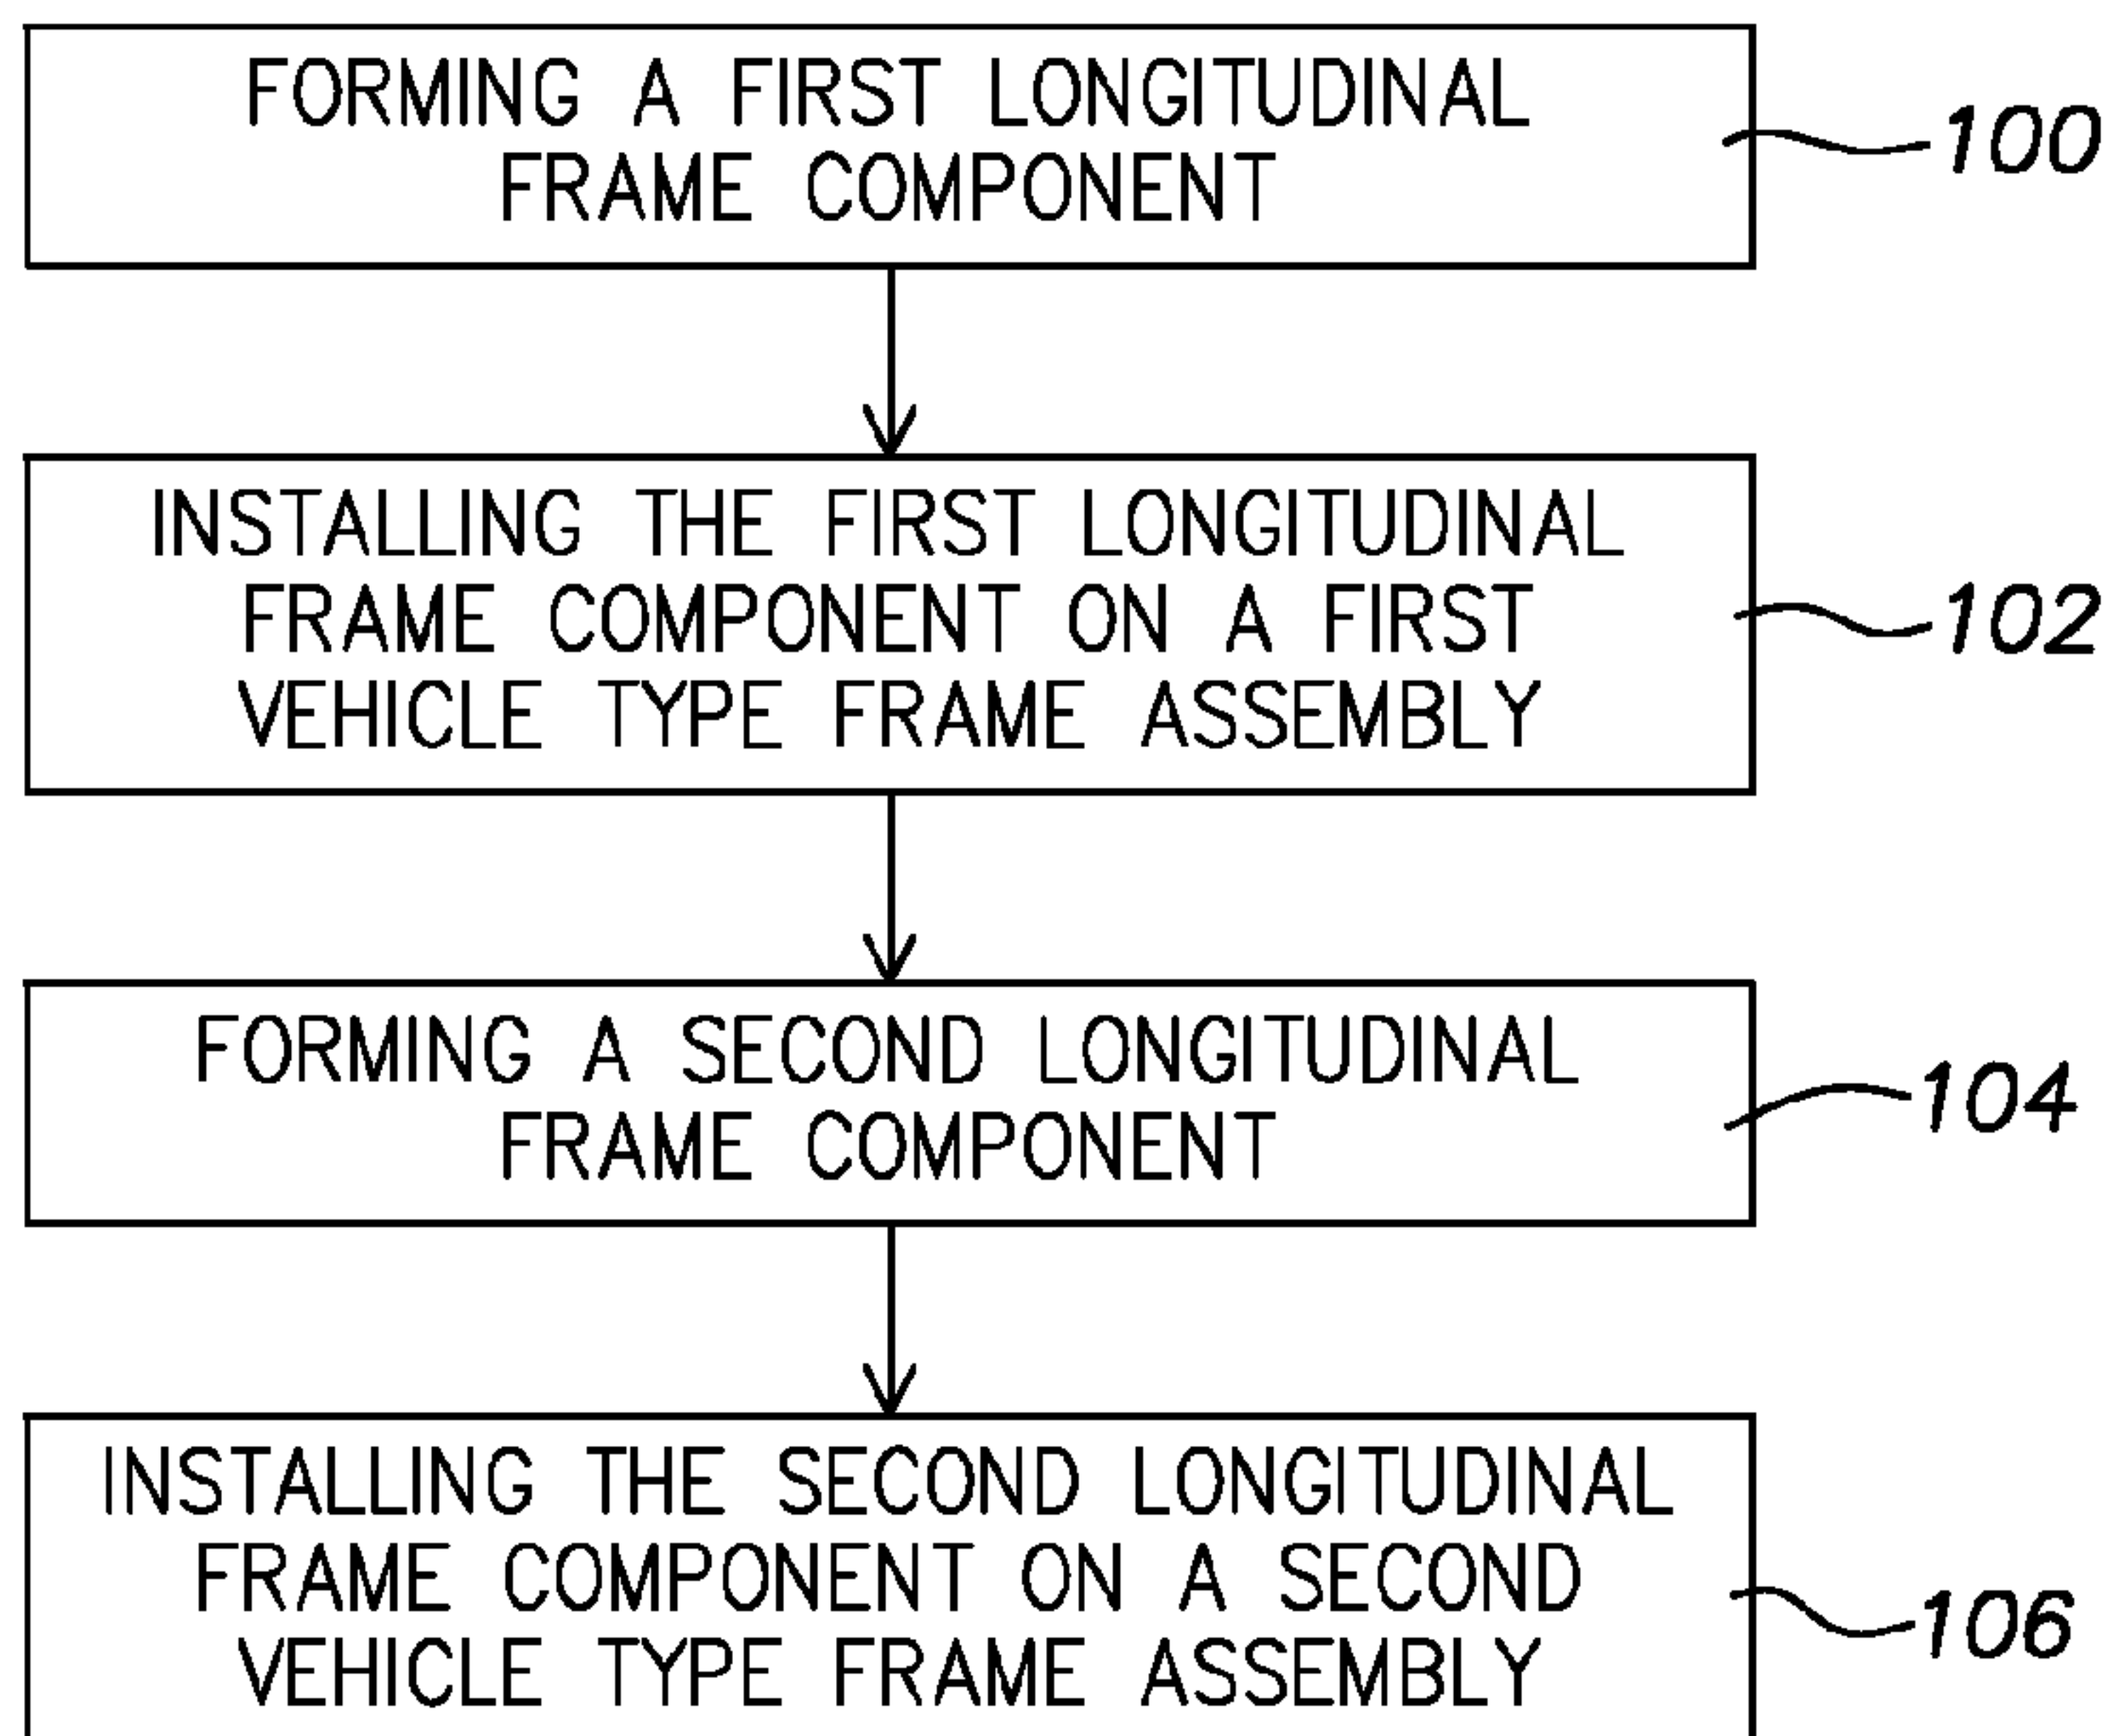 FORMING A FIRST LONGITUDINAL
FRAME COMPONENT
100
INSTALLING THE FIRST LONGITUDINAL
FRAME COMPONENT ON A FIRST
VEHICLE TYPE FRAME ASSEMBLY
102
FORMING A SECOND LONGITUDINAL
FRAME COMPONENT
104
INSTALLING THE SECOND LONGITUDINAL
FRAME COMPONENT ON A SECOND
VEHICLE TYPE FRAME ASSEMBLY
106